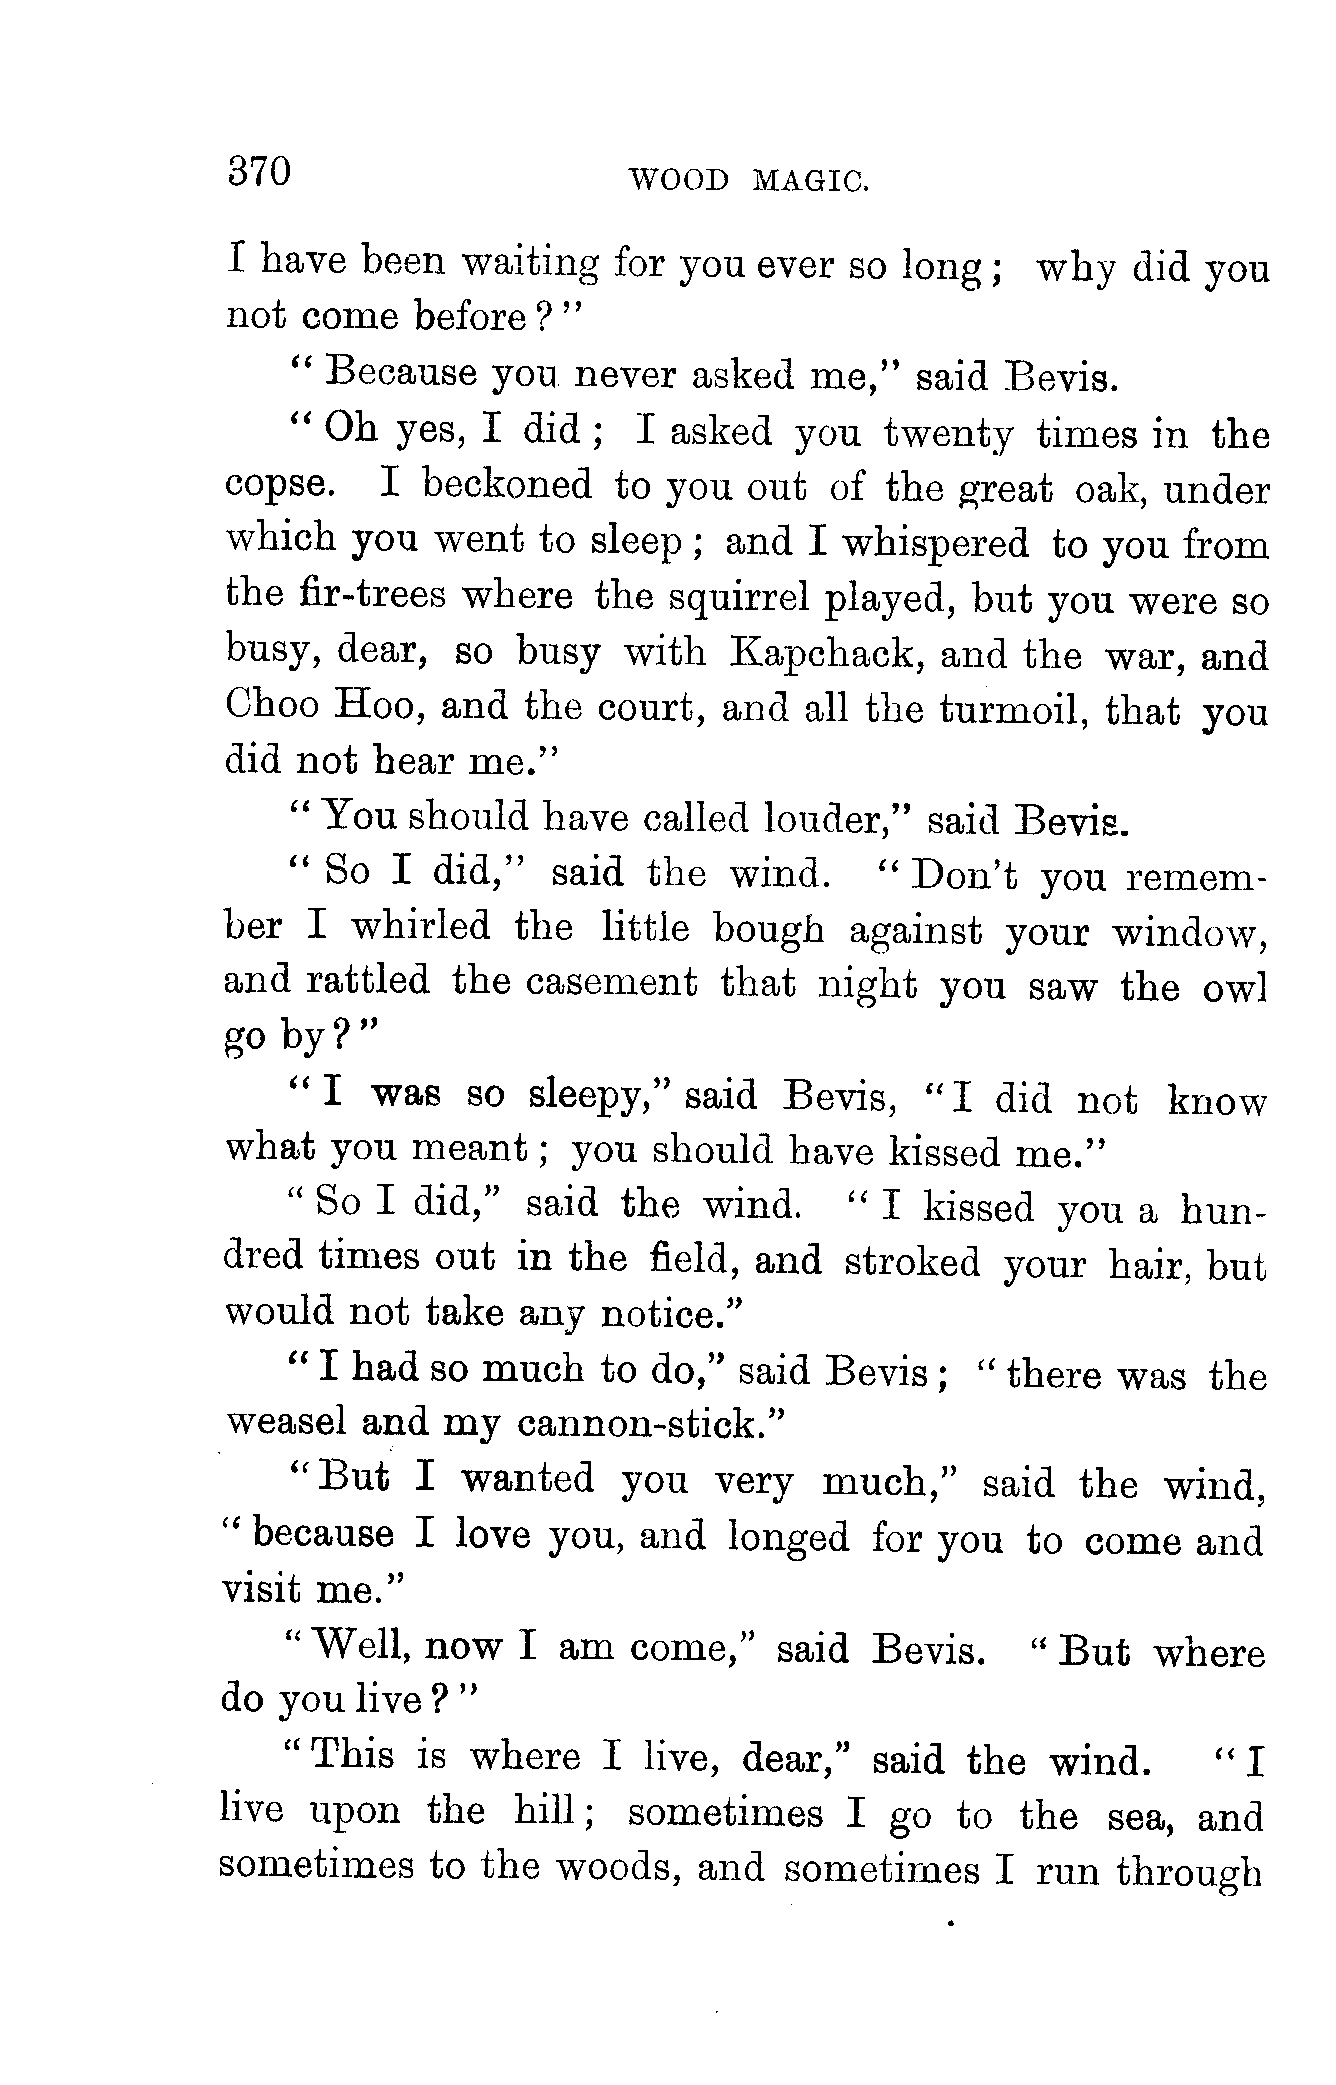 370 WOOD MAGIC.
I have been waiting for you ever so long; why did you
not come before?"
"Because you never asked me," said Bevis.
"Oh yes, I did; I asked you twenty times in the
copse. I beckoned to you out of the great oak, under
which you went to sleep; and I whispered to you from
the fir-trees where the squirrel played, but you were so
busy, dear, so busy with Kapchack, and the war, and
Choo Hoo, and the court, and all the turmoil, that you
did not hear me."
"You should have called louder," said Bevis.
"So I did," said the wind. "Don't you remem-
ber I whirled the little bough against your window,
and rattled the casement that night you saw the owl
go by?"
"I was so sleepy," said Bevis, "I did not know
what you meant; you should have kissed me."
"So I did," said the wind. "I kissed you a hun-
dred times out in the field, and stroked your hair, but
would not take any notice."
"I had so much to do," said Bevis; "there was the
weasel and my cannon-stick."
"But I wanted you very much," said the wind,
"because I love you, and longed for you to come and
visit me."
"Well, now I am come," said Bevis. "But where
do you live?"
"This is where I live, dear," said the wind. "I
live upon the hill; sometimes I go to the sea, and
sometimes to the woods, and sometimes I run through